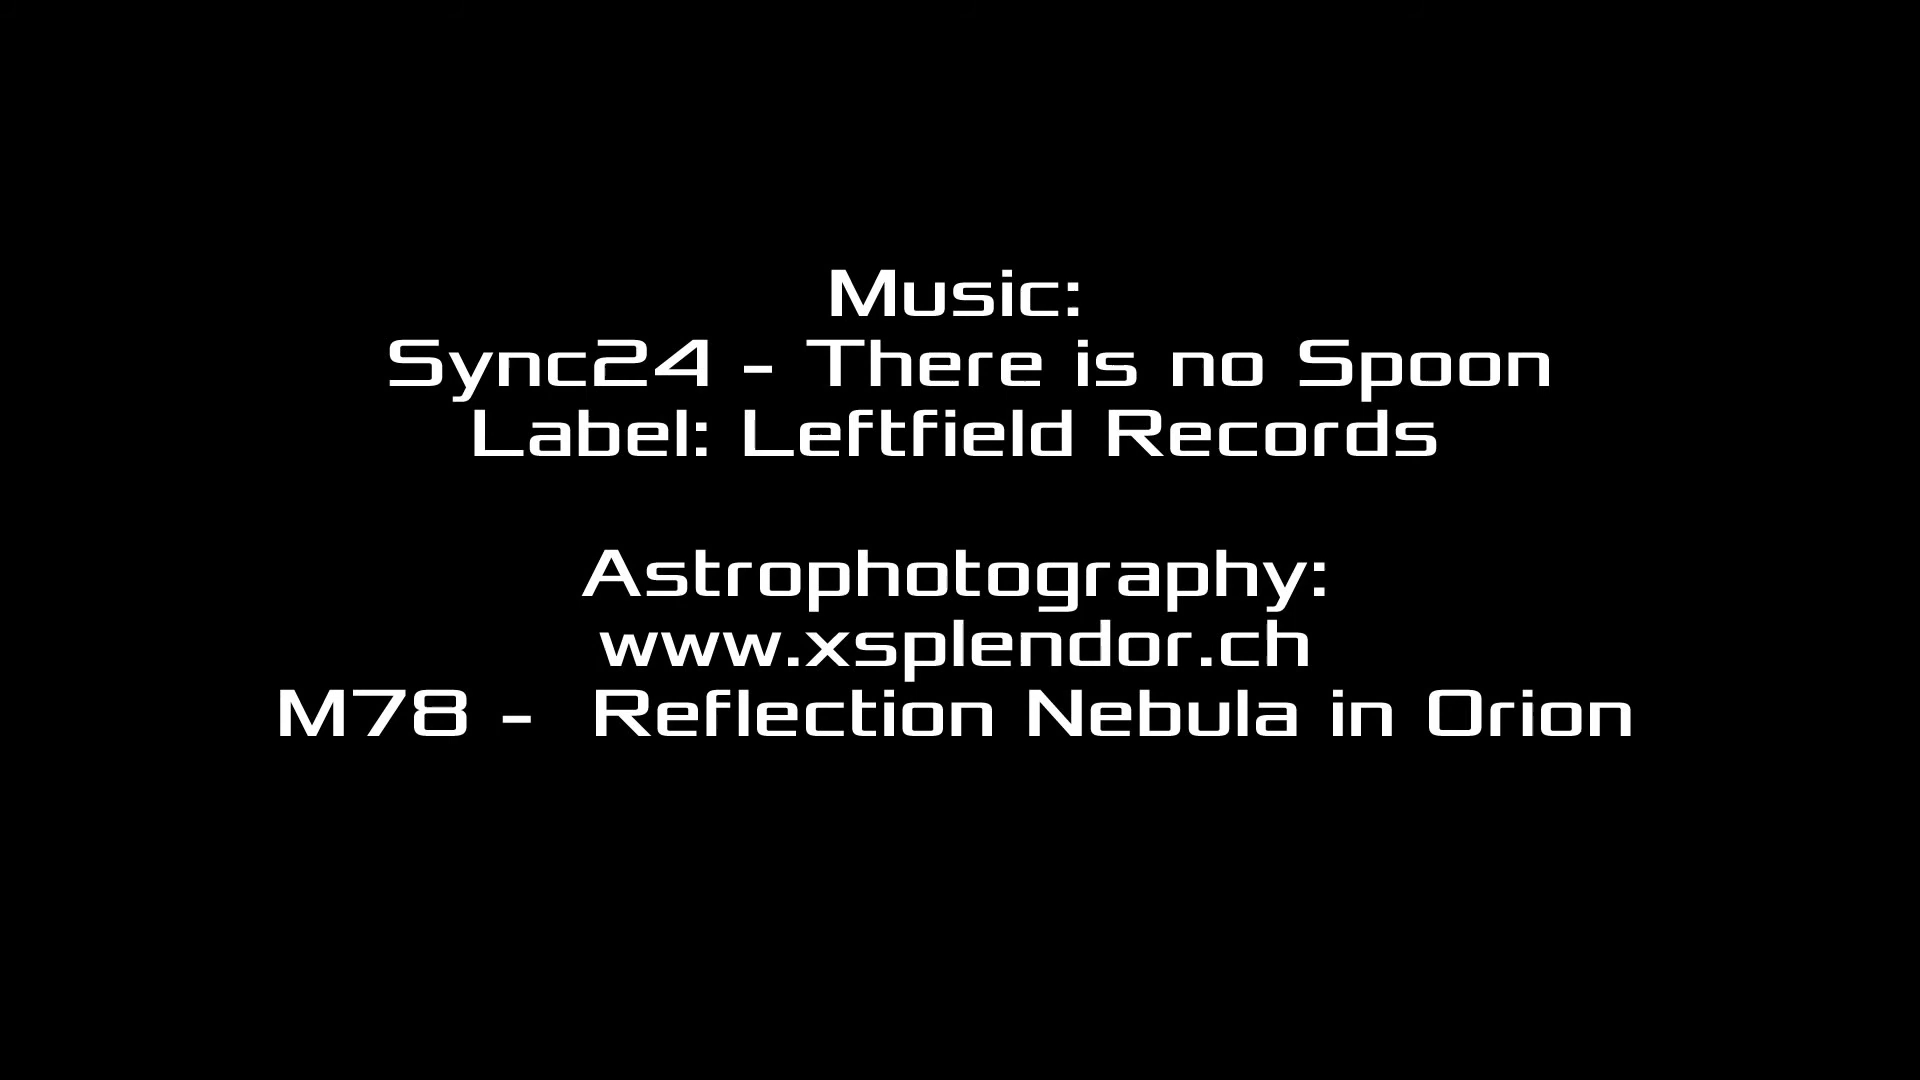 Music:
Sync24 - There is no Spoon
Label: Leftfield Records
Astrophotography:
www.xsplendor.ch
M78 -  Reflection Nebula in Orion